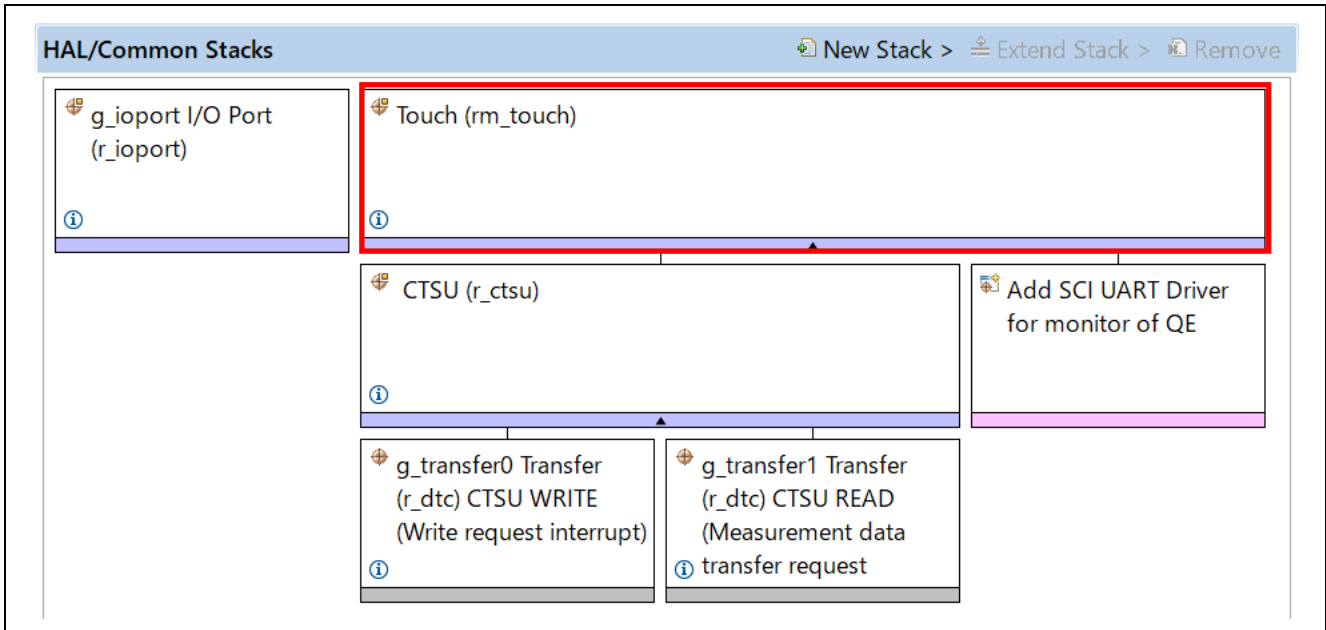 HAL/Common Stacks
New Stack > Extend Stack > Remove
g_ioport I/O Port
(r_ioport)
Touch (rm_touch)
CTSU (r_ctsu)
Add SCI UART Driver
for monitor of QE
g_transfer0 Transfer
(r_dtc) CTSU WRITE
(Write request interrupt)
g_transfer1 Transfer
(r_dtc) CTSU READ
(Measurement data
transfer request